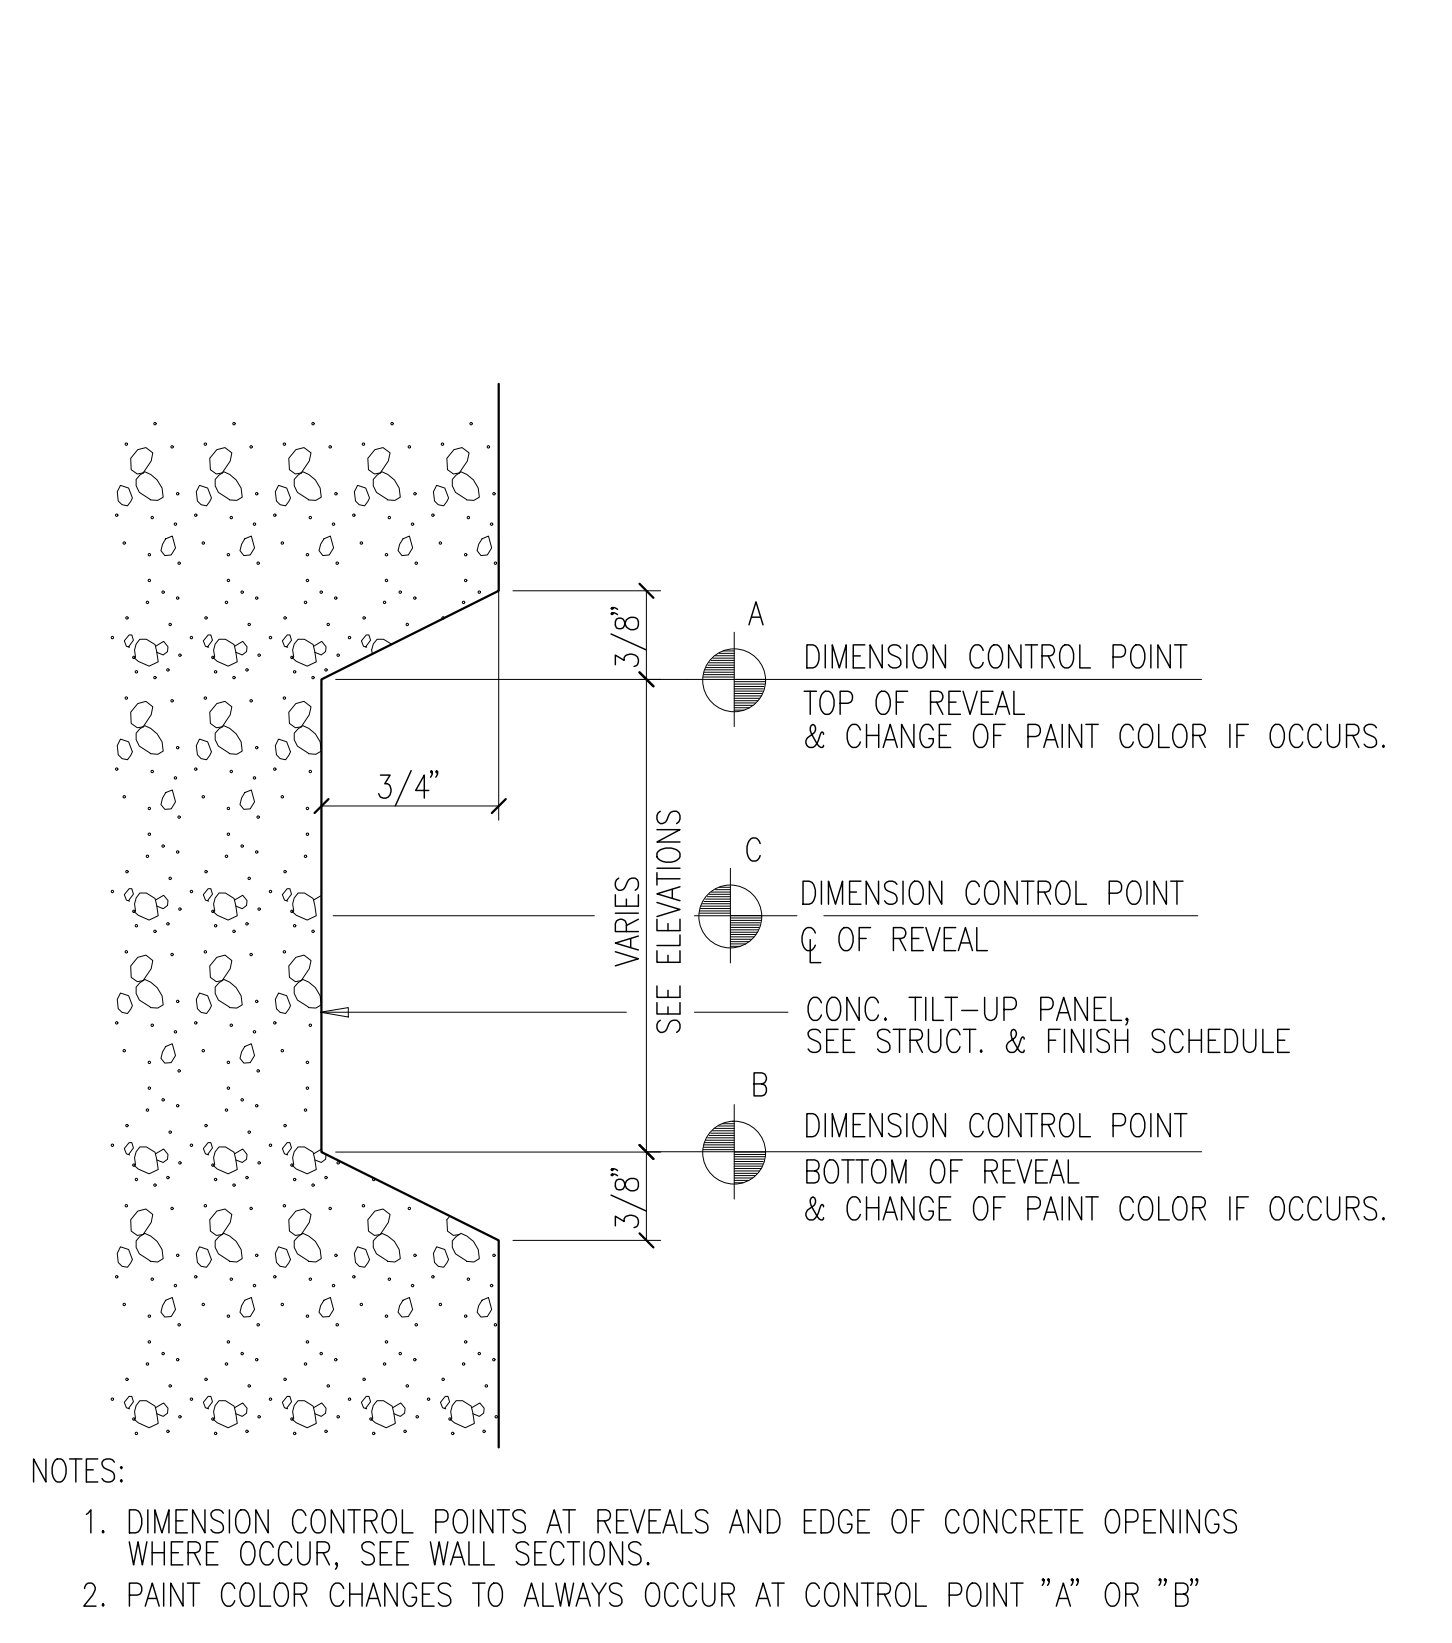 3/8"
A
DIMENSION CONTROL POINT
TOP OF REVEAL
& CHANGE OF PAINT COLOR IF OCCURS.
3/4"
VARIES
SEE ELEVATIONS
C
DIMENSION CONTROL POINT
℄ OF REVEAL
CONC. TILT-UP PANEL,
SEE STRUCT. & FINISH SCHEDULE
B
DIMENSION CONTROL POINT
BOTTOM OF REVEAL
& CHANGE OF PAINT COLOR IF OCCURS.
3/8"
NOTES:
1. DIMENSION CONTROL POINTS AT REVEALS AND EDGE OF CONCRETE OPENINGS
WHERE OCCUR, SEE WALL SECTIONS.
2. PAINT COLOR CHANGES TO ALWAYS OCCUR AT CONTROL POINT "A" OR "B"